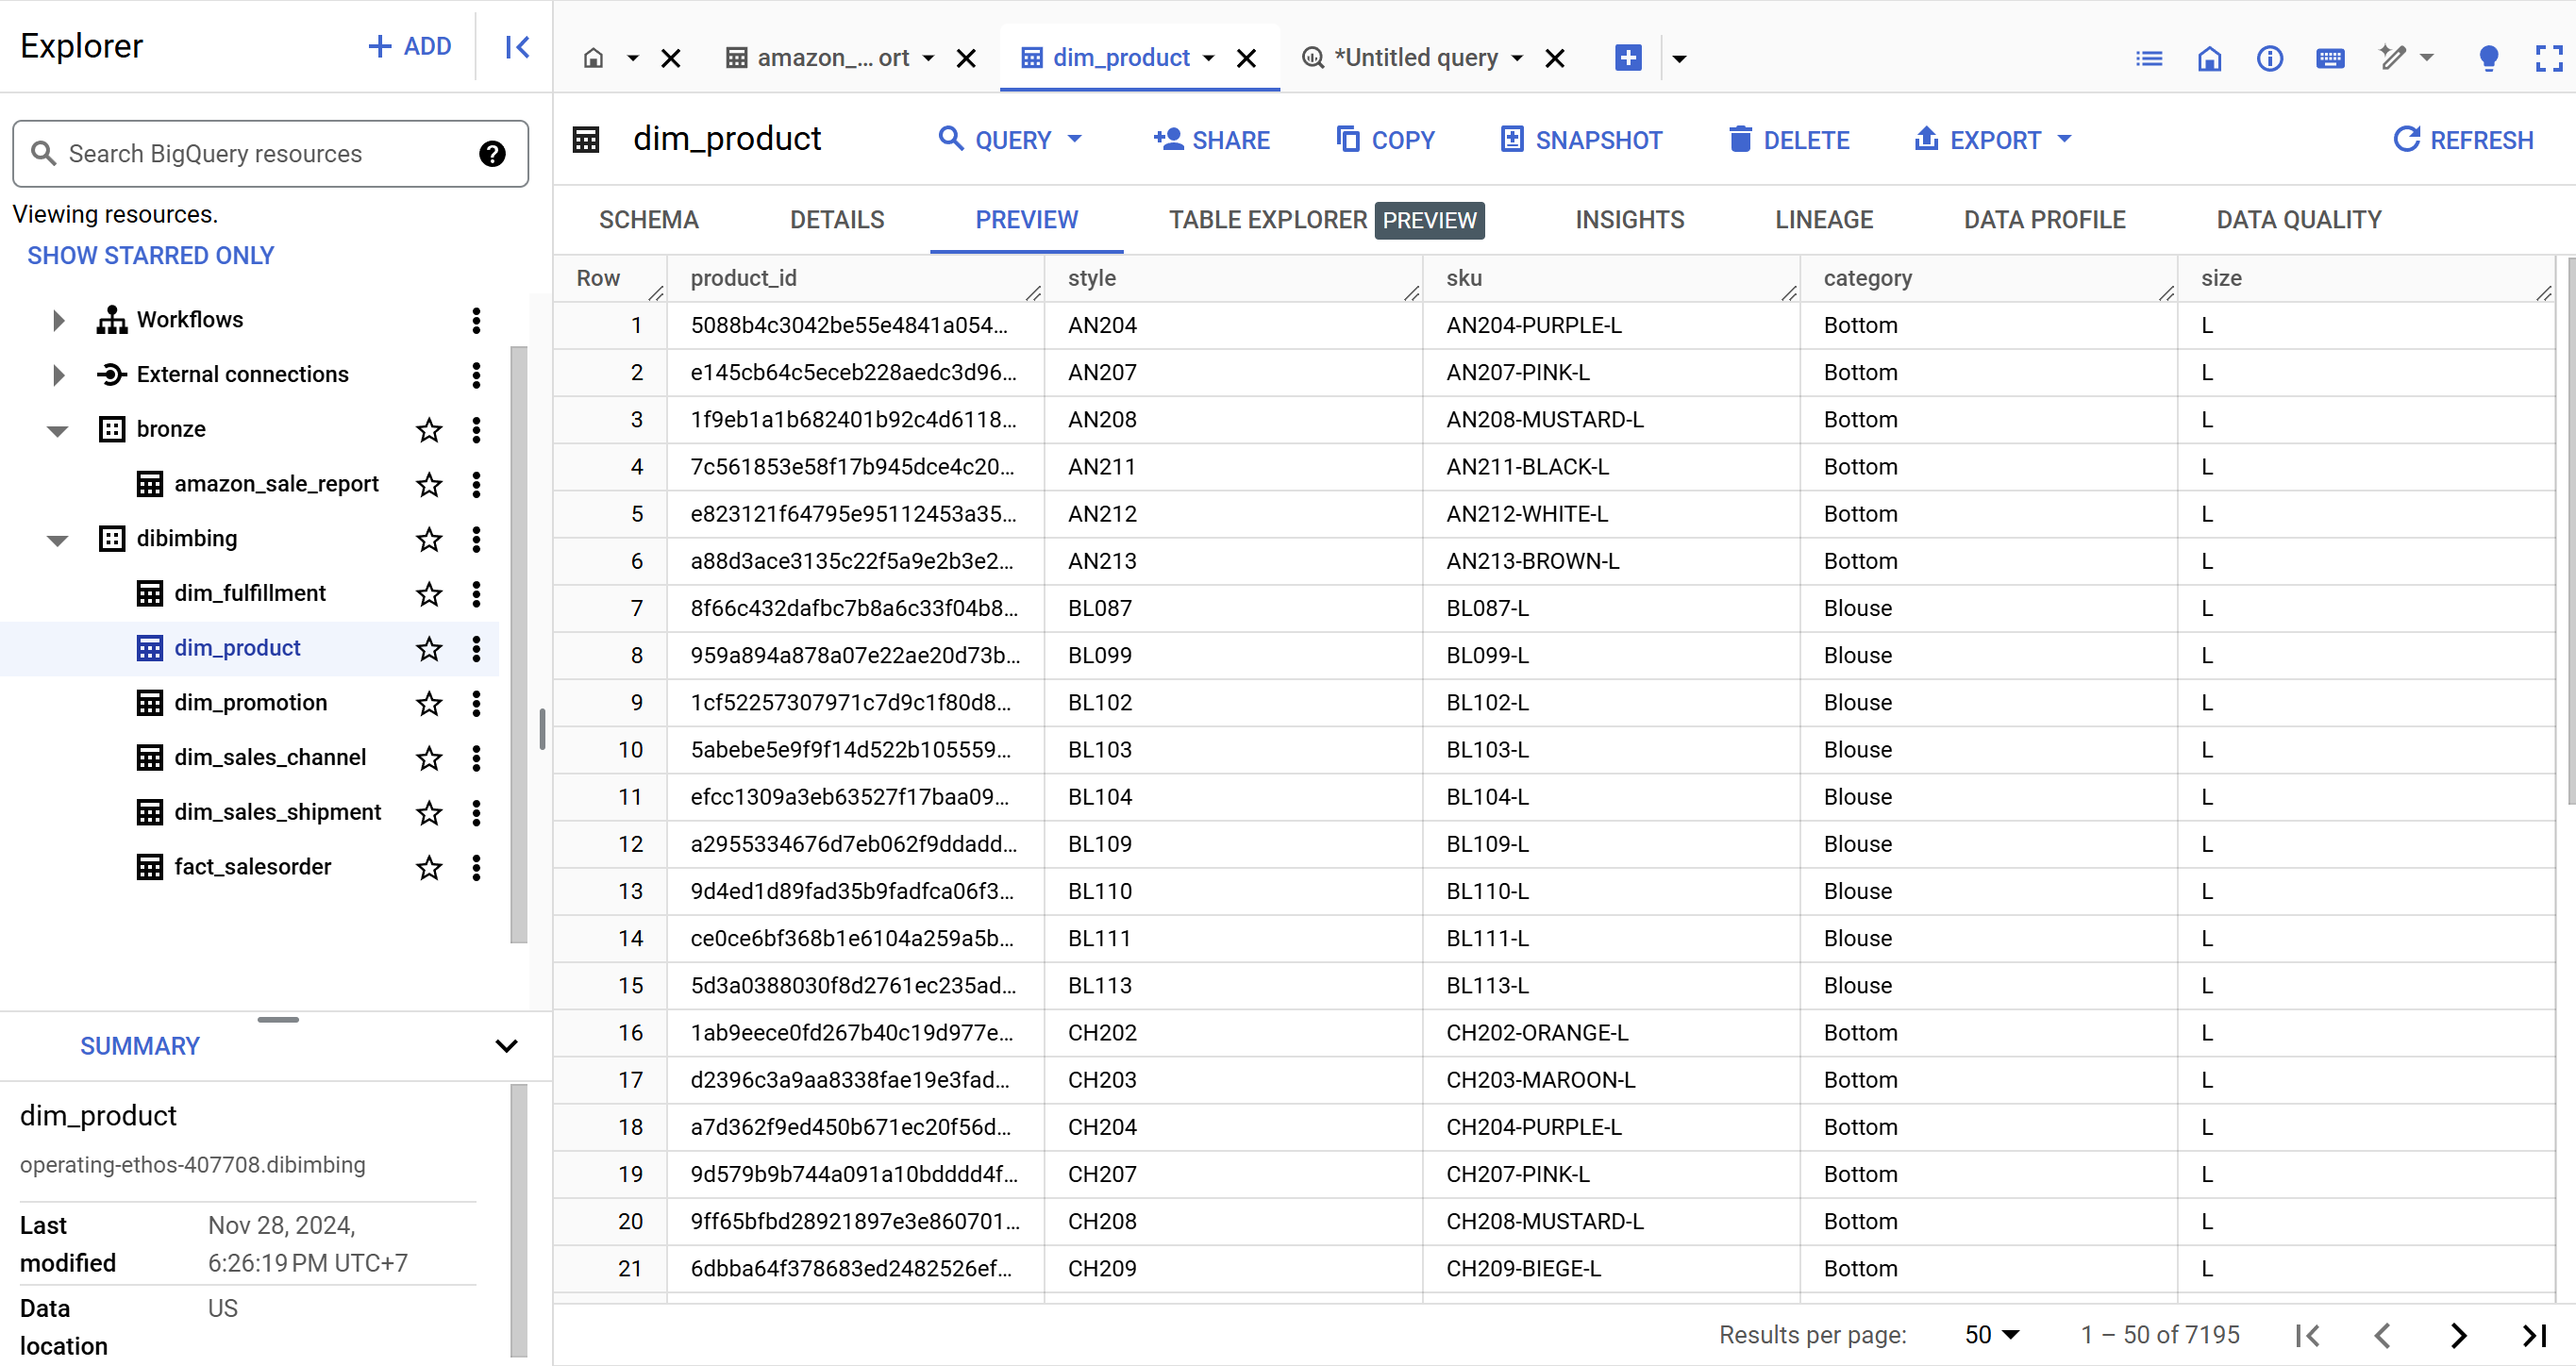 Explorer
ADD
Search BigQuery resources
Viewing resources.
SHOW STARRED ONLY
Workflows
External connections
bronze
amazon_sale_report
dibimbing
dim_fulfillment
dim_product
dim_promotion
dim_sales_channel
dim_sales_shipment
fact_salesorder
SUMMARY
dim_product
operating-ethos-407708.dibimbing
Last modified Nov 28, 2024, 6:26:19 PM UTC+7
Data location US
amazon_... ort dim_product *Untitled query
dim_product QUERY SHARE COPY SNAPSHOT DELETE EXPORT REFRESH
SCHEMA DETAILS PREVIEW TABLE EXPLORER PREVIEW INSIGHTS LINEAGE DATA PROFILE DATA QUALITY
Row product_id style sku category size
1 5088b4c3042be55e4841a054... AN204 AN204-PURPLE-L Bottom L
2 e145cb64c5eceb228aedc3d96... AN207 AN207-PINK-L Bottom L
3 1f9eb1a1b682401b92c4d6118... AN208 AN208-MUSTARD-L Bottom L
4 7c561853e58f17b945dce4c20... AN211 AN211-BLACK-L Bottom L
5 e823121f64795e95112453a35... AN212 AN212-WHITE-L Bottom L
6 a88d3ace3135c22f5a9e2b3e2... AN213 AN213-BROWN-L Bottom L
7 8f66c432dafbc7b8a6c33f04b8... BL087 BL087-L Blouse L
8 959a894a878a07e22ae20d73b... BL099 BL099-L Blouse L
9 1cf52257307971c7d9c1f80d8... BL102 BL102-L Blouse L
10 5abebe5e9f9f14d522b105559... BL103 BL103-L Blouse L
11 efcc1309a3eb63527f17baa09... BL104 BL104-L Blouse L
12 a2955334676d7eb062f9ddadd... BL109 BL109-L Blouse L
13 9d4ed1d89fad35b9fadfca06f3... BL110 BL110-L Blouse L
14 ce0ce6bf368b1e6104a259a5b... BL111 BL111-L Blouse L
15 5d3a0388030f8d2761ec235ad... BL113 BL113-L Blouse L
16 1ab9eece0fd267b40c19d977e... CH202 CH202-ORANGE-L Bottom L
17 d2396c3a9aa8338fae19e3fad... CH203 CH203-MAROON-L Bottom L
18 a7d362f9ed450b671ec20f56d... CH204 CH204-PURPLE-L Bottom L
19 9d579b9b744a091a10bdddd4f... CH207 CH207-PINK-L Bottom L
20 9ff65bfbd28921897e3e860701... CH208 CH208-MUSTARD-L Bottom L
21 6dbba64f378683ed2482526ef... CH209 CH209-BIEGE-L Bottom L
Results per page: 50 1 – 50 of 7195